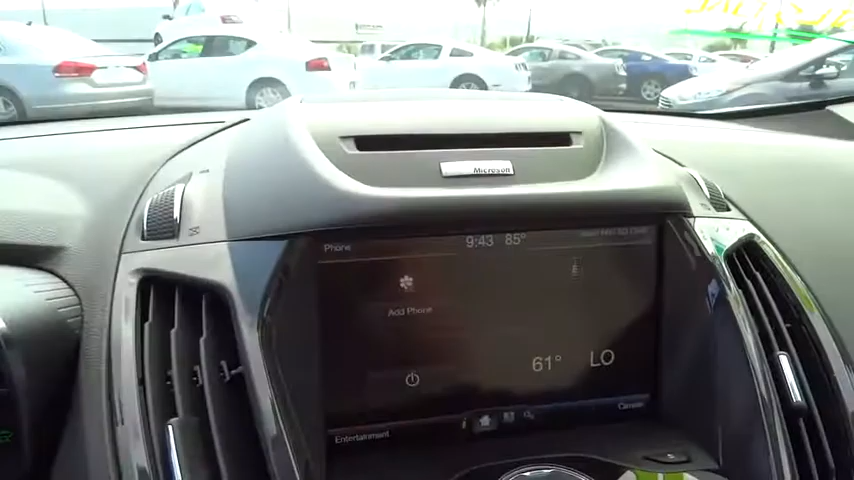 Microsoft
Phone 9:43 85°
Add Phone
61° LO
Entertainment
Climate